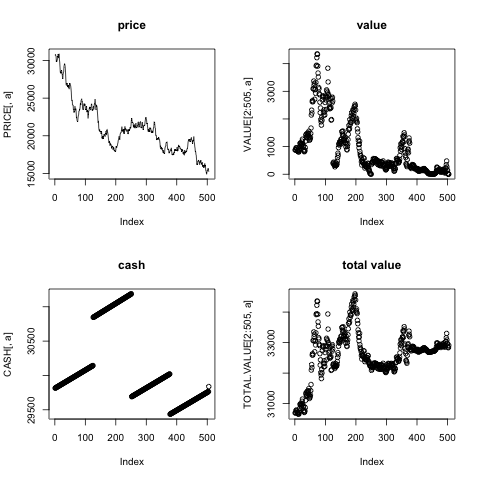 price
PRICE[, a]
15000 20000 25000 30000
0 100 200 300 400 500
Index
value
VALUE[2:505, a]
0 1000 3000
0 100 200 300 400 500
Index
cash
CASH[, a]
29500 30500
0 100 200 300 400 500
Index
total value
TOTAL.VALUE[2:505, a]
31000 33000
0 100 200 300 400 500
Index